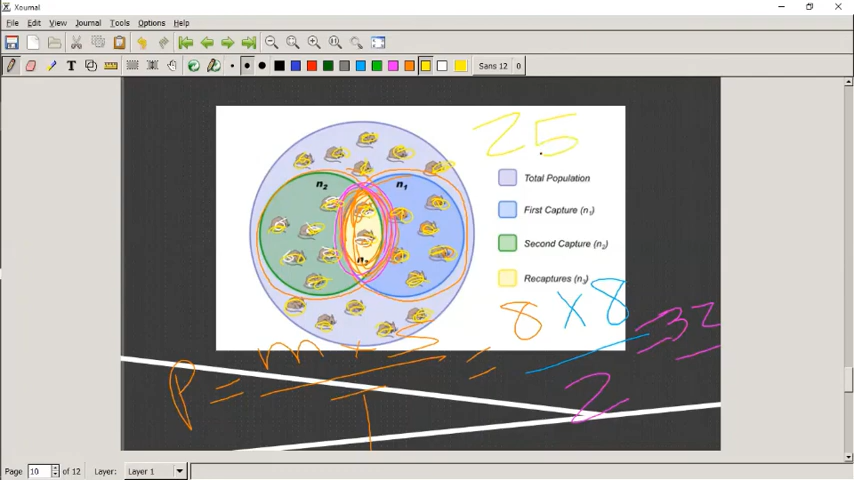 Xournal
File Edit View Journal Tools Options Help
Sans 12 0
25
n2 n1
n3
Total Population
First Capture (n1)
Second Capture (n2)
Recaptures (n3)
P = m + S / T = 8 x 8 / 2 = 32
Page 10 of 12 Layer: Layer 1